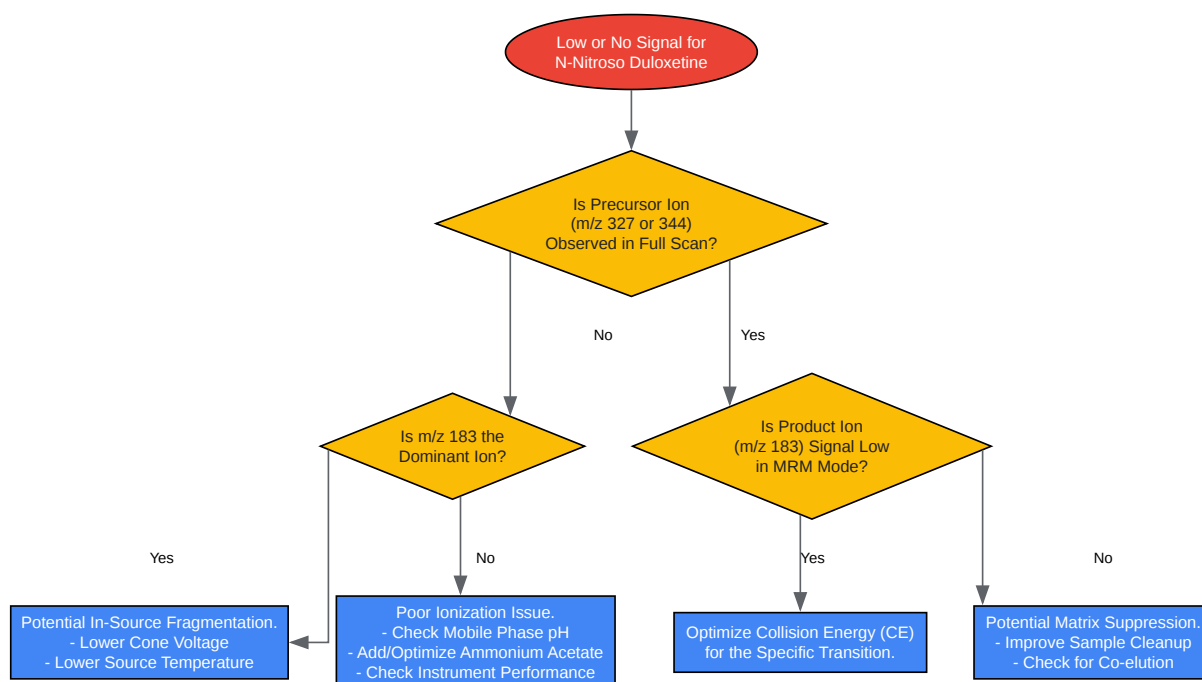 Low or No Signal for
N-Nitroso Duloxetine
Is Precursor Ion
(m/z 327 or 344)
Observed in Full Scan?
No
Yes
Is m/z 183 the
Dominant Ion?
Is Product Ion
(m/z 183) Signal Low
in MRM Mode?
Yes
No
Yes
No
Potential In-Source Fragmentation.
- Lower Cone Voltage
- Lower Source Temperature
Poor Ionization Issue.
- Check Mobile Phase pH
- Add/Optimize Ammonium Acetate
- Check Instrument Performance
Optimize Collision Energy (CE)
for the Specific Transition.
Potential Matrix Suppression.
- Improve Sample Cleanup
- Check for Co-elution